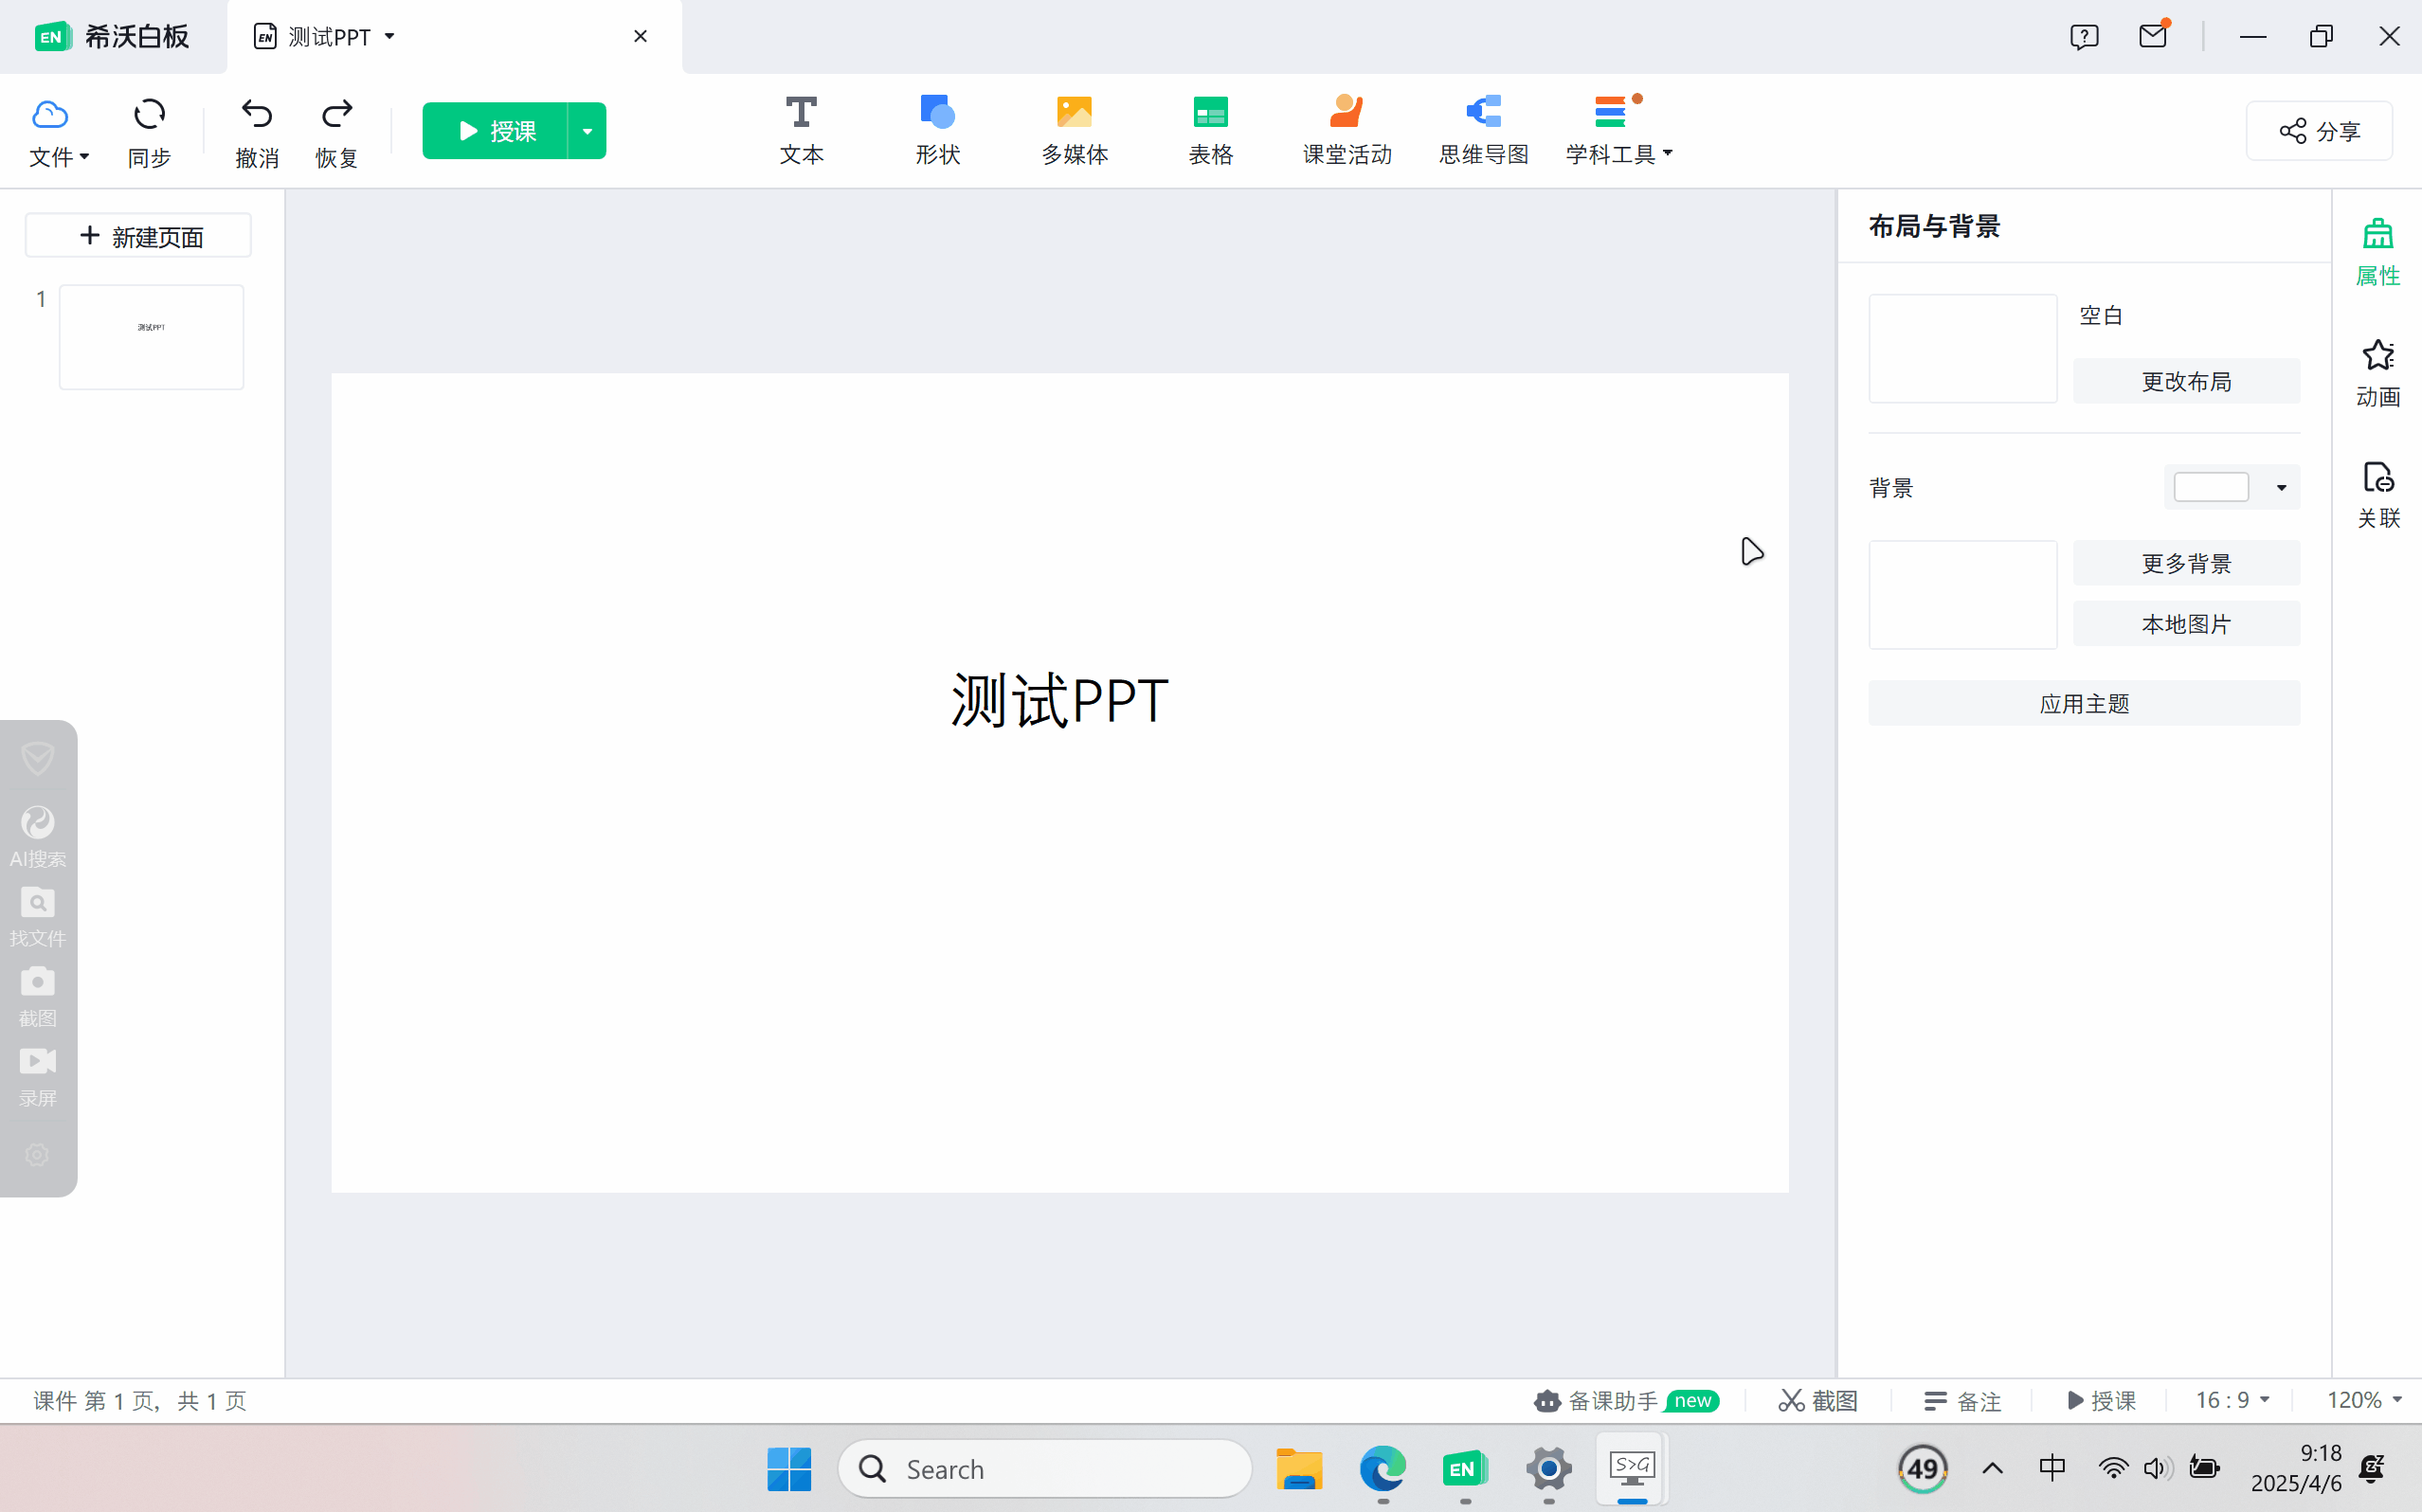 EN 希沃白板
EN 测试PPT
文件
同步
撤消
恢复
授课
文本
形状
多媒体
表格
课堂活动
思维导图
学科工具
分享
新建页面
1
测试PPT
测试PPT
布局与背景
空白
更改布局
背景
更多背景
本地图片
应用主题
属性
动画
关联
AI搜索
找文件
截图
录屏
课件 第 1 页，共 1 页
备课助手 new
截图
备注
授课
16 : 9
120%
Search
EN
S>G
49
中
9:18
2025/4/6